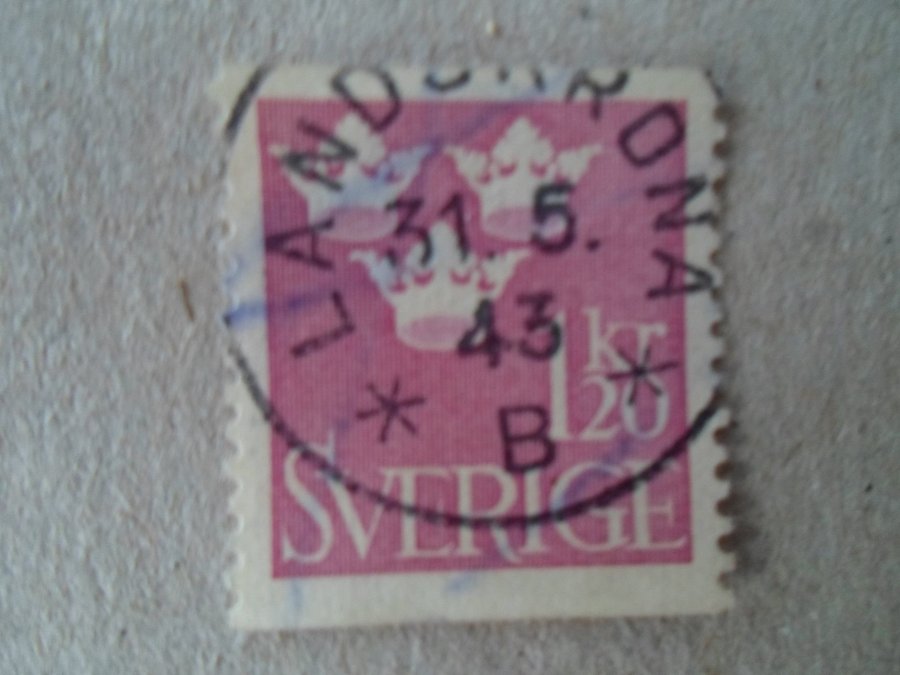 LANDSKRONA
31. 5.
43
1 kr
20
* B *
SVERIGE